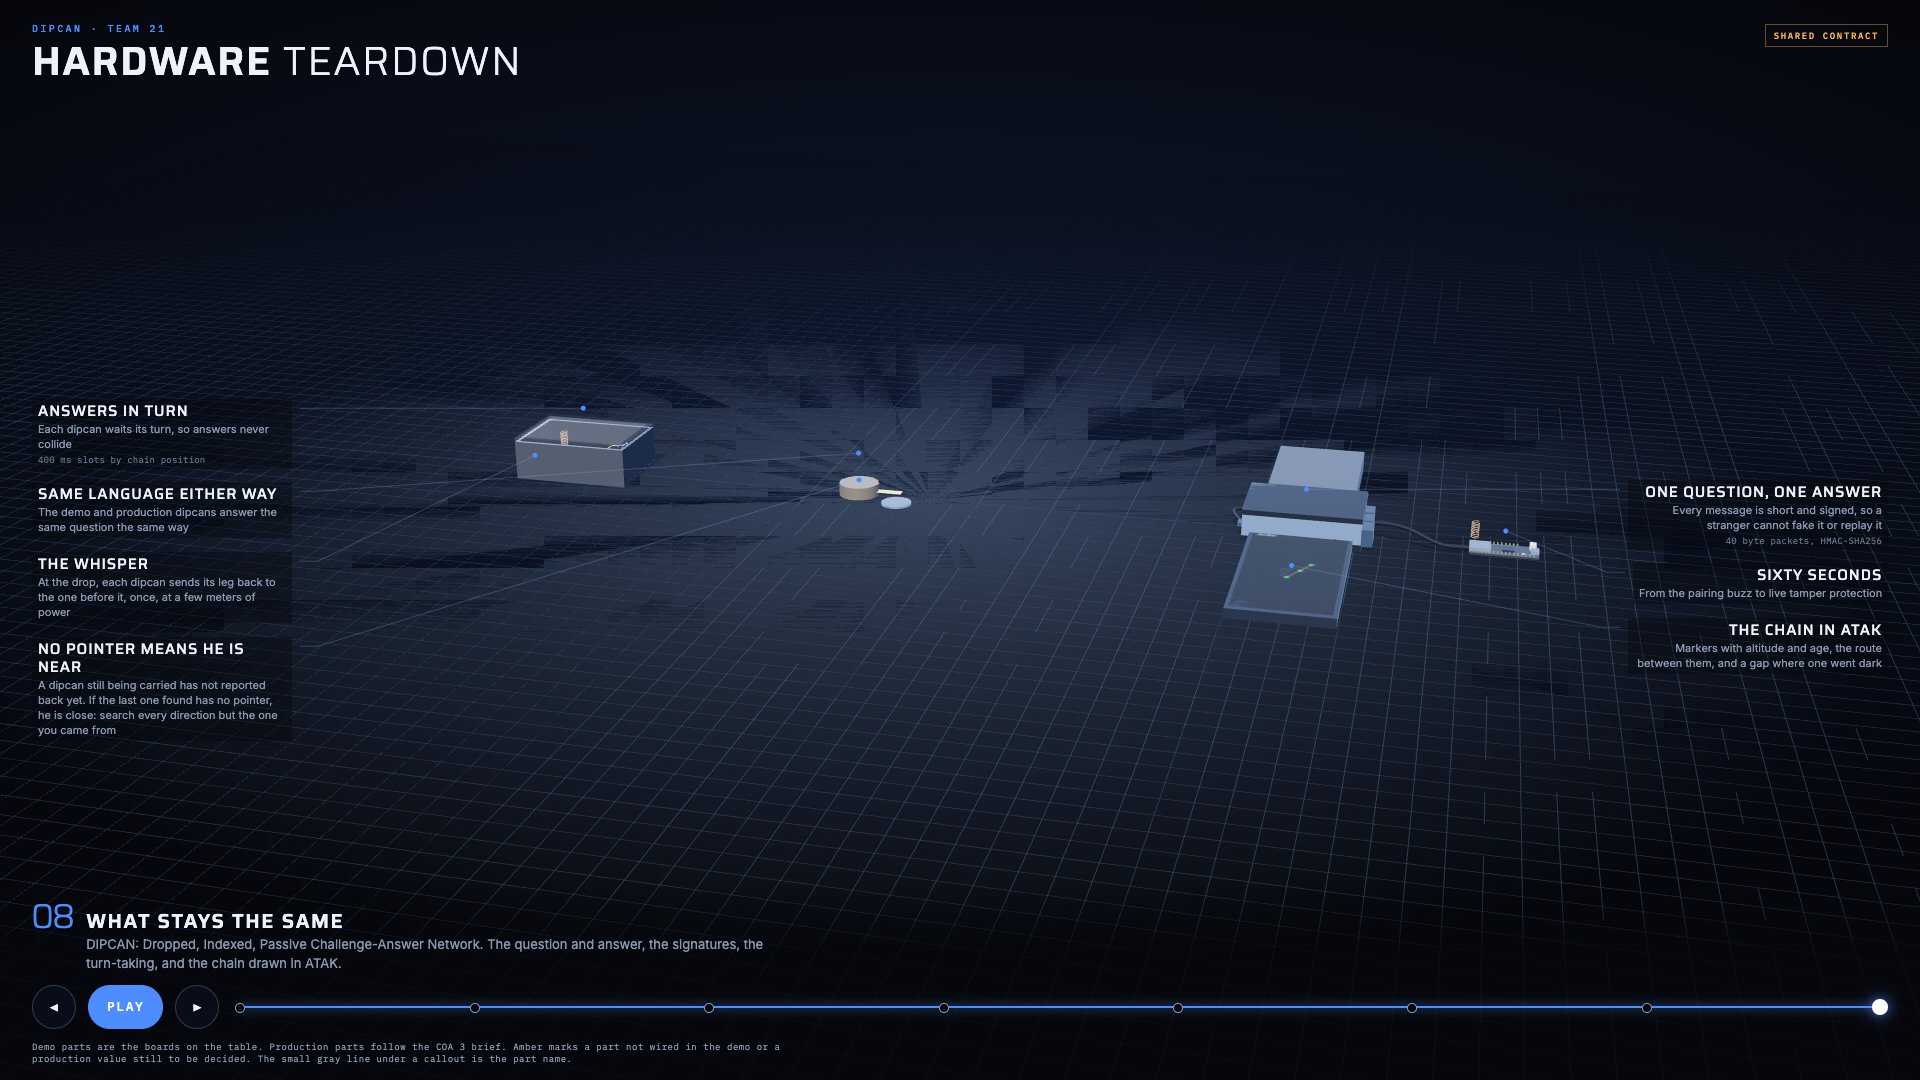 DIPCAN · TEAM 21
HARDWARE TEARDOWN
SHARED CONTRACT
ANSWERS IN TURN
Each dipcan waits its turn, so answers never
collide
400 ms slots by chain position
SAME LANGUAGE EITHER WAY
The demo and production dipcans answer the
same question the same way
THE WHISPER
At the drop, each dipcan sends its leg back to
the one before it, once, at a few meters of
power
NO POINTER MEANS HE IS
NEAR
A dipcan still being carried has not reported
back yet. If the last one found has no pointer,
he is close: search every direction but the one
you came from
ONE QUESTION, ONE ANSWER
Every message is short and signed, so a
stranger cannot fake it or replay it
40 byte packets, HMAC-SHA256
SIXTY SECONDS
From the pairing buzz to live tamper protection
THE CHAIN IN ATAK
Markers with altitude and age, the route
between them, and a gap where one went dark
08 WHAT STAYS THE SAME
DIPCAN: Dropped, Indexed, Passive Challenge-Answer Network. The question and answer, the signatures, the
turn-taking, and the chain drawn in ATAK.
PLAY
Demo parts are the boards on the table. Production parts follow the COA 3 brief. Amber marks a part not wired in the demo or a
production value still to be decided. The small gray line under a callout is the part name.